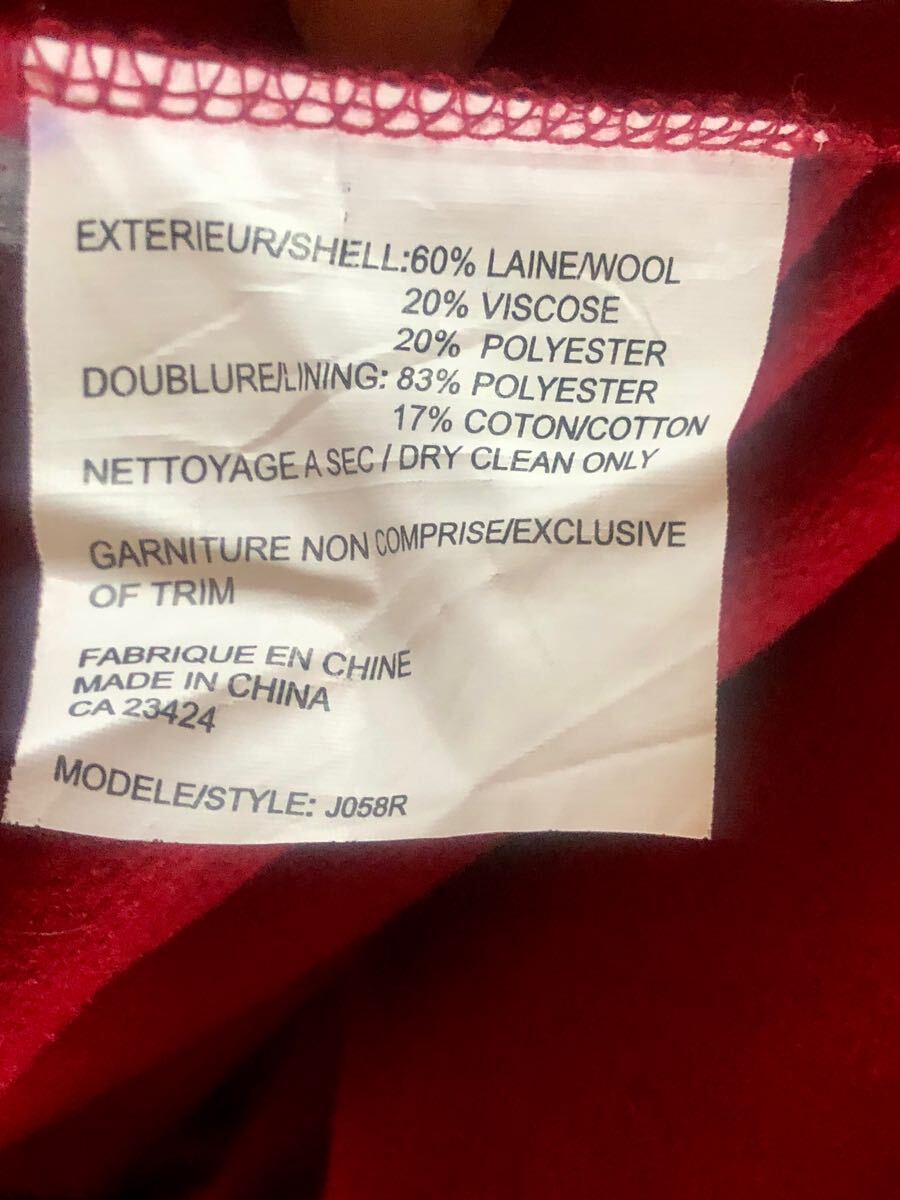 EXTERIEUR/SHELL:60% LAINE/WOOL
20% VISCOSE
20% POLYESTER
DOUBLURE/LINING: 83% POLYESTER
17% COTON/COTTON
NETTOYAGE A SEC / DRY CLEAN ONLY
GARNITURE NON COMPRISE/EXCLUSIVE
OF TRIM
FABRIQUE EN CHINE
MADE IN CHINA
CA 23424
MODELE/STYLE: J058R